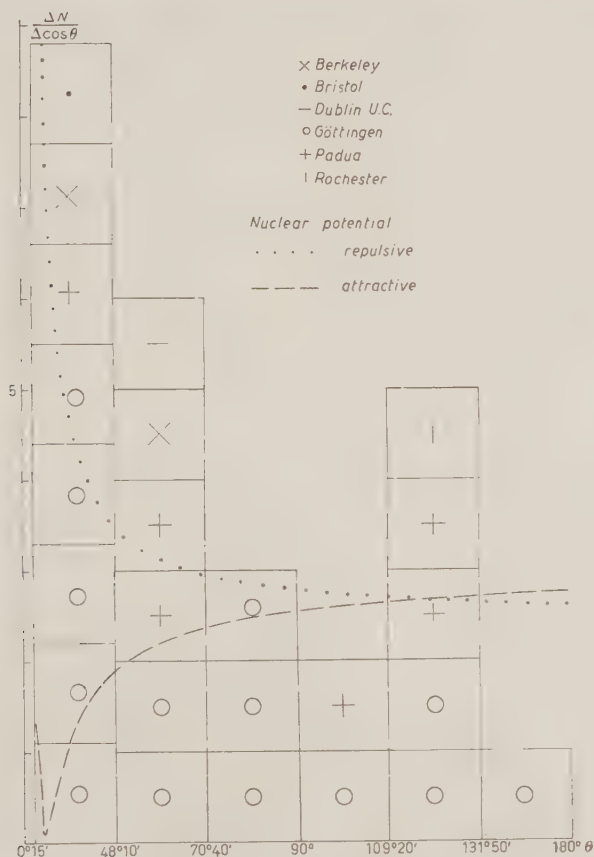 ΔN
Δcosθ
× Berkeley
• Bristol
— Dublin U.C.
○ Göttingen
+ Padua
| Rochester
Nuclear potential
. . . . repulsive
— — — attractive
5
0° 15' 48°10' 70°40' 90° 109°20' 131°50' 180° θ